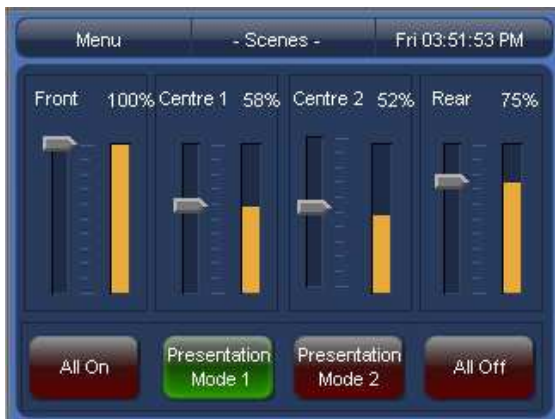 Menu - Scenes - Fri 03:51:53 PM
Front 100% Centre 1 58% Centre 2 52% Rear 75%
All On
Presentation
Mode 1
Presentation
Mode 2
All Off